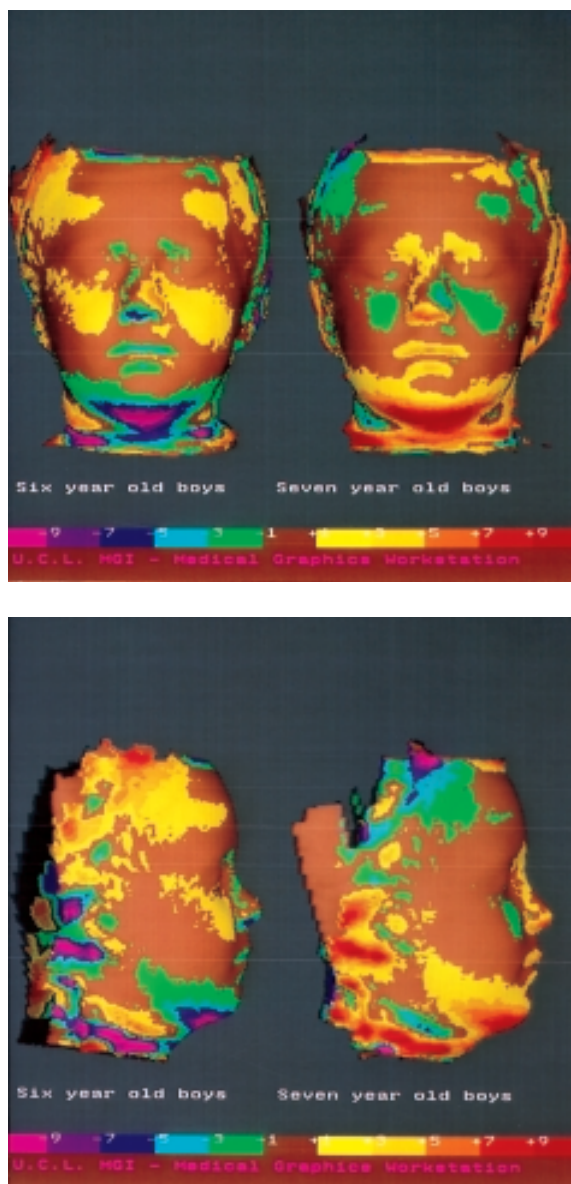 Six year old boys Seven year old boys
-9 -7 -5 -3 -1 +1 +3 +5 +7 +9
U.C.L. MGI - Medical Graphics Workstation
Six year old boys Seven year old boys
-9 -7 -5 -3 -1 +1 +3 +5 +7 +9
U.C.L. MGI - Medical Graphics Workstation